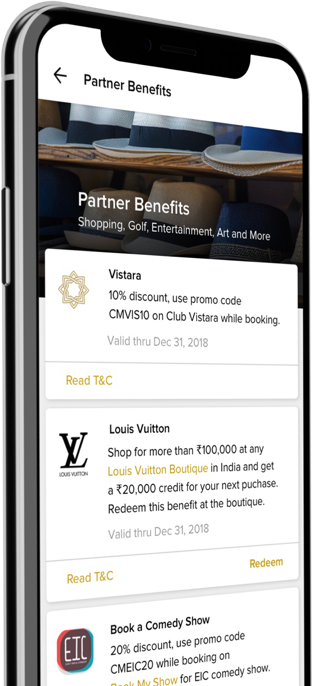 Partner Benefits
Partner Benefits
Shopping, Golf, Entertainment, Art and More
Vistara
10% discount, use promo code
CMVIS10 on Club Vistara while booking.
Valid thru Dec 31, 2018
Read T&C
Louis Vuitton
LV
LOUIS VUITTON
Shop for more than ₹100,000 at any
Louis Vuitton Boutique in India and get
a ₹20,000 credit for your next puchase.
Redeem this benefit at the boutique.
Valid thru Dec 31, 2018
Read T&C
Redeem
Book a Comedy Show
EIC
20% discount, use promo code
CMEIC20 while booking on
Book My Show for EIC comedy show.